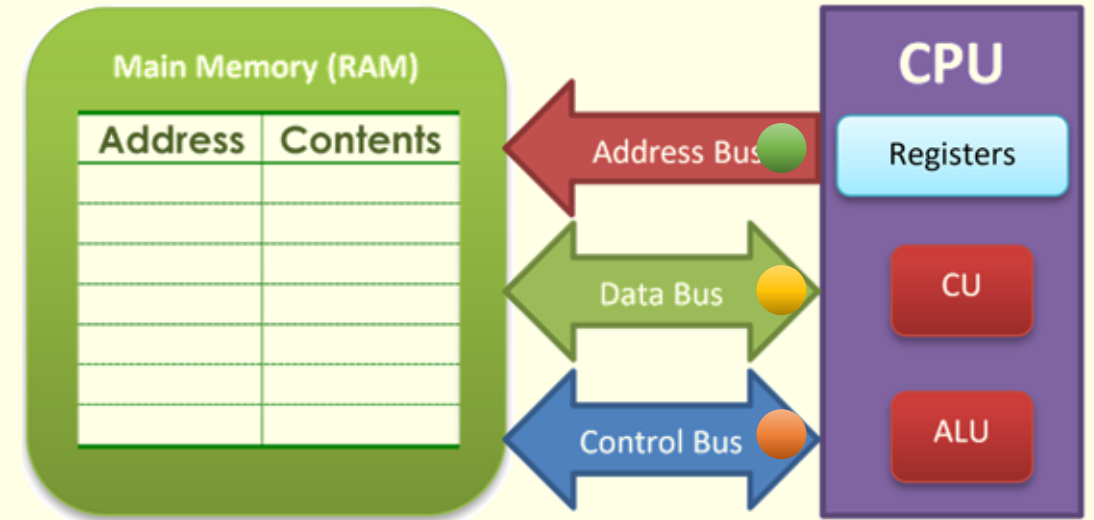 Main Memory (RAM)
Address Contents
Address Bus
Data Bus
Control Bus
CPU
Registers
CU
ALU